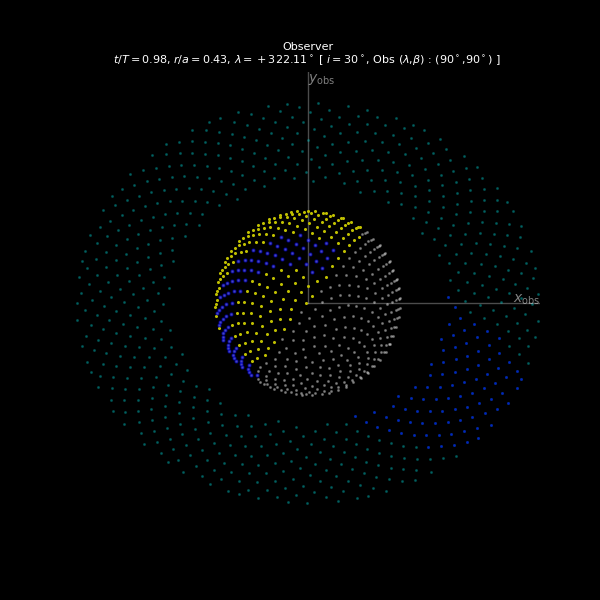 Observer
t/T=0.98, r/a=0.43, λ=+322.11° [ i=30°, Obs (λ,β) : (90°,90°) ]
y_obs
x_obs